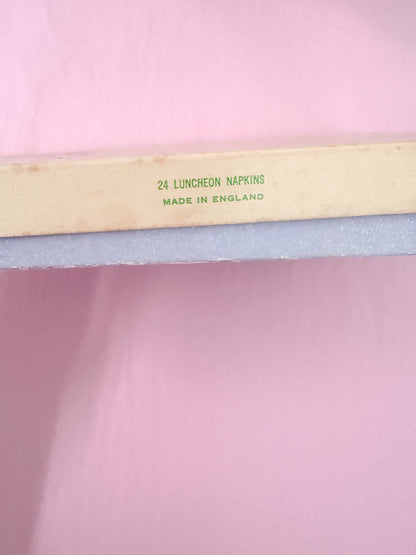 24 LUNCHEON NAPKINS
MADE IN ENGLAND